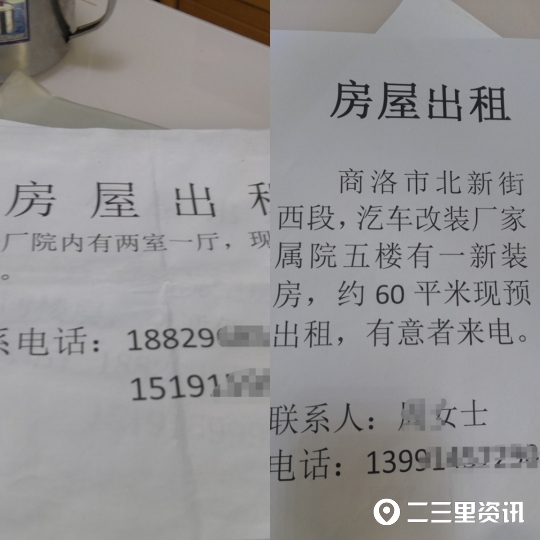 房屋出
厂院内有两室一厅，现
。
系电话：18829
15191
房屋出租
商洛市北新街
西段，汽车改装厂家
属院五楼有一新装
房，约60平米现预
出租，有意者来电。
联系人：周女士
电话：1399
二三里资讯